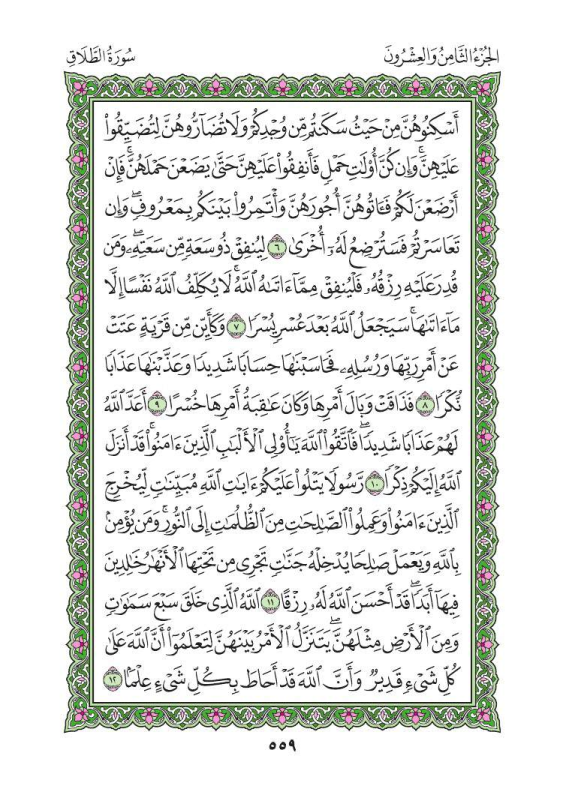 سُورَةُ الطَّلَاقِ
الجُزْءُ الثَّامِنُ وَالعِشْرُونَ
أَسْكِنُوهُنَّ مِنْ حَيْثُ سَكَنتُم مِّن وُجْدِكُمْ وَلَا تُضَآرُّوهُنَّ لِتُضَيِّقُوا۟
عَلَيْهِنَّ ۚ وَإِن كُنَّ أُو۟لَٰتِ حَمْلٍ فَأَنفِقُوا۟ عَلَيْهِنَّ حَتَّىٰ يَضَعْنَ حَمْلَهُنَّ ۚ فَإِنْ
أَرْضَعْنَ لَكُمْ فَـَٔاتُوهُنَّ أُجُورَهُنَّ وَأْتَمِرُوا۟ بَيْنَكُم بِمَعْرُوفٍ ۖ وَإِن
تَعَاسَرْتُمْ فَسَتُرْضِعُ لَهُۥٓ أُخْرَىٰ ٦ لِيُنفِقْ ذُو سَعَةٍ مِّن سَعَتِهِۦ ۖ وَمَن
قُدِرَ عَلَيْهِ رِزْقُهُۥ فَلْيُنفِقْ مِمَّآ ءَاتَىٰهُ ٱللَّهُ ۚ لَا يُكَلِّفُ ٱللَّهُ نَفْسًا إِلَّا
مَآ ءَاتَىٰهَا ۚ سَيَجْعَلُ ٱللَّهُ بَعْدَ عُسْرٍ يُسْرًا ٧ وَكَأَيِّن مِّن قَرْيَةٍ عَتَتْ
عَنْ أَمْرِ رَبِّهَا وَرُسُلِهِۦ فَحَاسَبْنَٰهَا حِسَابًا شَدِيدًا وَعَذَّبْنَٰهَا عَذَابًا
نُّكْرًا ٨ فَذَاقَتْ وَبَالَ أَمْرِهَا وَكَانَ عَٰقِبَةُ أَمْرِهَا خُسْرًا ٩ أَعَدَّ ٱللَّهُ
لَهُمْ عَذَابًا شَدِيدًا ۖ فَٱتَّقُوا۟ ٱللَّهَ يَٰٓأُو۟لِى ٱلْأَلْبَٰبِ ٱلَّذِينَ ءَامَنُوا۟ ۚ قَدْ أَنزَلَ
ٱللَّهُ إِلَيْكُمْ ذِكْرًا ١٠ رَّسُولًا يَتْلُوا۟ عَلَيْكُمْ ءَايَٰتِ ٱللَّهِ مُبَيِّنَٰتٍ لِّيُخْرِجَ
ٱلَّذِينَ ءَامَنُوا۟ وَعَمِلُوا۟ ٱلصَّٰلِحَٰتِ مِنَ ٱلظُّلُمَٰتِ إِلَى ٱلنُّورِ ۚ وَمَن يُؤْمِنۢ
بِٱللَّهِ وَيَعْمَلْ صَٰلِحًا يُدْخِلْهُ جَنَّٰتٍ تَجْرِى مِن تَحْتِهَا ٱلْأَنْهَٰرُ خَٰلِدِينَ
فِيهَآ أَبَدًا ۖ قَدْ أَحْسَنَ ٱللَّهُ لَهُۥ رِزْقًا ١١ ٱللَّهُ ٱلَّذِى خَلَقَ سَبْعَ سَمَٰوَٰتٍ
وَمِنَ ٱلْأَرْضِ مِثْلَهُنَّ ۖ يَتَنَزَّلُ ٱلْأَمْرُ بَيْنَهُنَّ لِتَعْلَمُوٓا۟ أَنَّ ٱللَّهَ عَلَىٰ
كُلِّ شَىْءٍ قَدِيرٌ وَأَنَّ ٱللَّهَ قَدْ أَحَاطَ بِكُلِّ شَىْءٍ عِلْمًۢا ١٢
٥٥٩